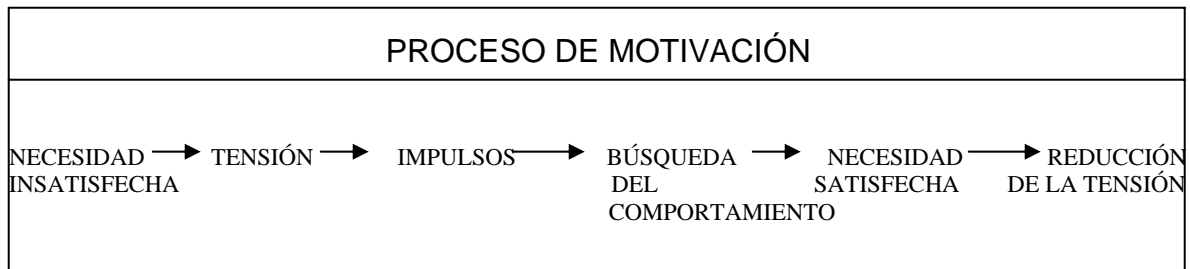 PROCESO DE MOTIVACIÓN
NECESIDAD TENSIÓN IMPULSOS BÚSQUEDA NECESIDAD REDUCCIÓN
INSATISFECHA DEL SATISFECHA DE LA TENSIÓN
COMPORTAMIENTO